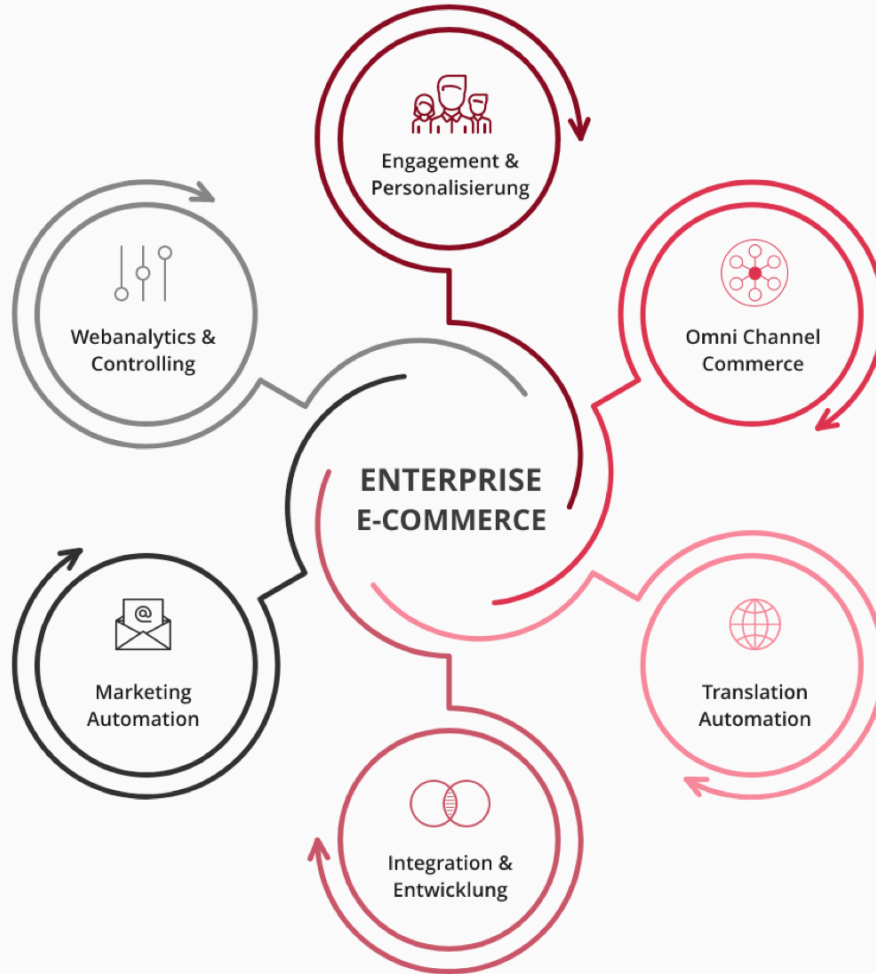 Engagement &
Personalisierung
Webanalytics &
Controlling
Omni Channel
Commerce
ENTERPRISE
E-COMMERCE
@
Marketing
Automation
Translation
Automation
Integration &
Entwicklung